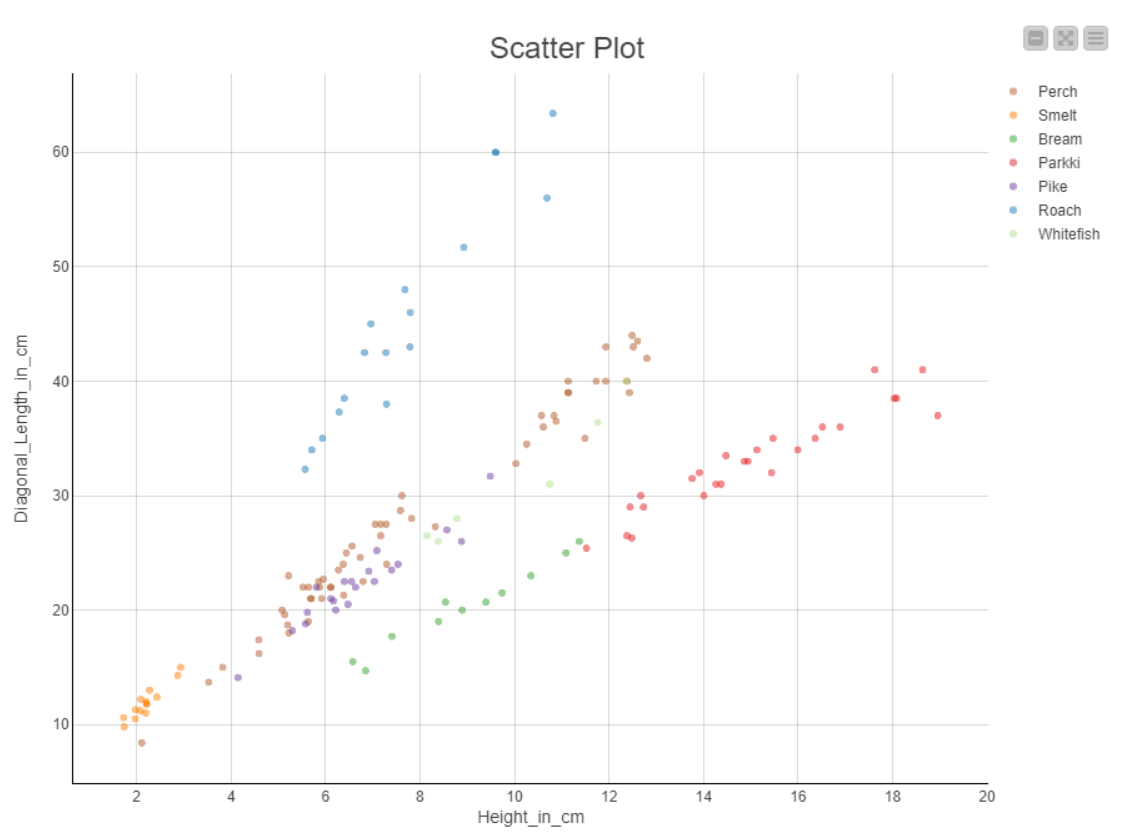 Scatter Plot
Perch
Smelt
Bream
Parkki
Pike
Roach
Whitefish
Diagonal_Length_in_cm
60
50
40
30
20
10
2 4 6 8 10 12 14 16 18 20
Height_in_cm